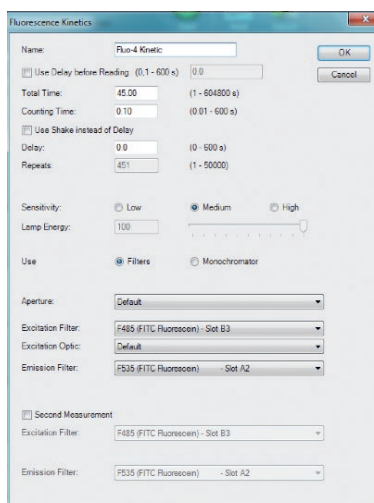 Fluorescence Kinetics
Name: Fluo-4 Kinetic OK
Use Delay before Reading (0,1 - 600 s) 0.0 Cancel
Total Time: 45.00 (1 - 604800 s)
Counting Time: 0.10 (0.01 - 600 s)
Use Shake instead of Delay
Delay: 0.0 (0 - 600 s)
Repeats: 451 (1 - 50000)
Sensitivity: Low Medium High
Lamp Energy: 100
Use Filters Monochromator
Aperture: Default
Excitation Filter: F485 (FITC Fluorescein) - Slot B3
Excitation Optic: Default
Emission Filter: F535 (FITC Fluorescein) - Slot A2
Second Measurement
Excitation Filter: F485 (FITC Fluorescein) - Slot B3
Emission Filter: F535 (FITC Fluorescein) - Slot A2